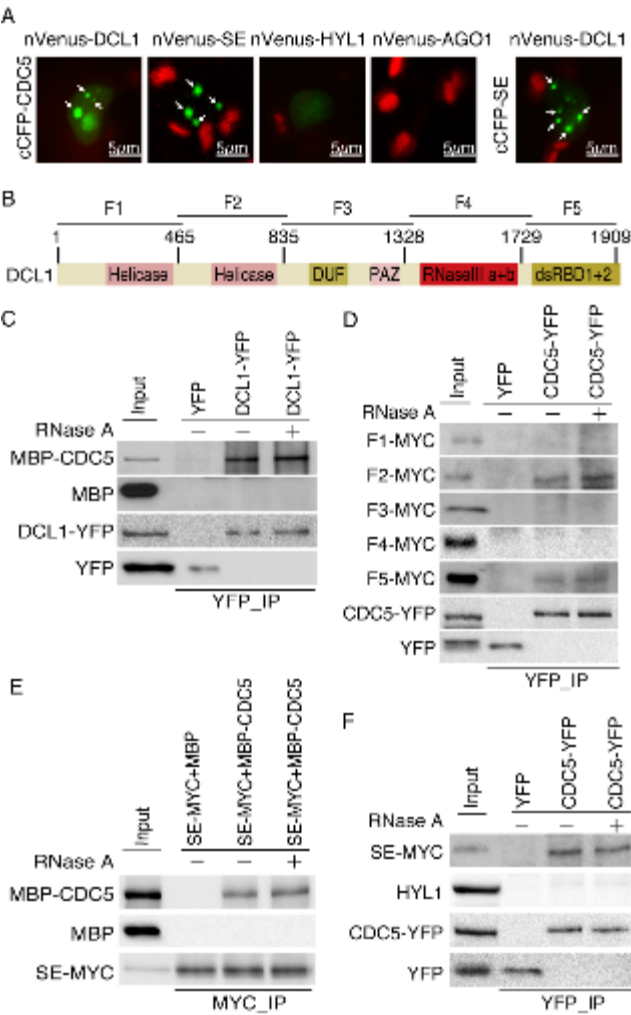 A
nVenus-DCL1 nVenus-SE nVenus-HYL1 nVenus-AGO1 nVenus-DCL1
cCFP-CDC5
5μm 5μm 5μm 5μm
cCFP-SE
5μm
B
F1 F2 F3 F4 F5
1 465 835 1328 1729 1909
DCL1 Helicase Helicase DUF PAZ RNaseIII a+b dsRBD1+2
C
Input YFP DCL1-YFP DCL1-YFP
RNase A − − +
MBP-CDC5
MBP
DCL1-YFP
YFP
YFP_IP
D
Input YFP CDC5-YFP CDC5-YFP
RNase A − − +
F1-MYC
F2-MYC
F3-MYC
F4-MYC
F5-MYC
CDC5-YFP
YFP
YFP_IP
E
Input SE-MYC+MBP SE-MYC+MBP-CDC5 SE-MYC+MBP-CDC5
RNase A − − +
MBP-CDC5
MBP
SE-MYC
MYC_IP
F
Input YFP CDC5-YFP CDC5-YFP
RNase A − − +
SE-MYC
HYL1
CDC5-YFP
YFP
YFP_IP